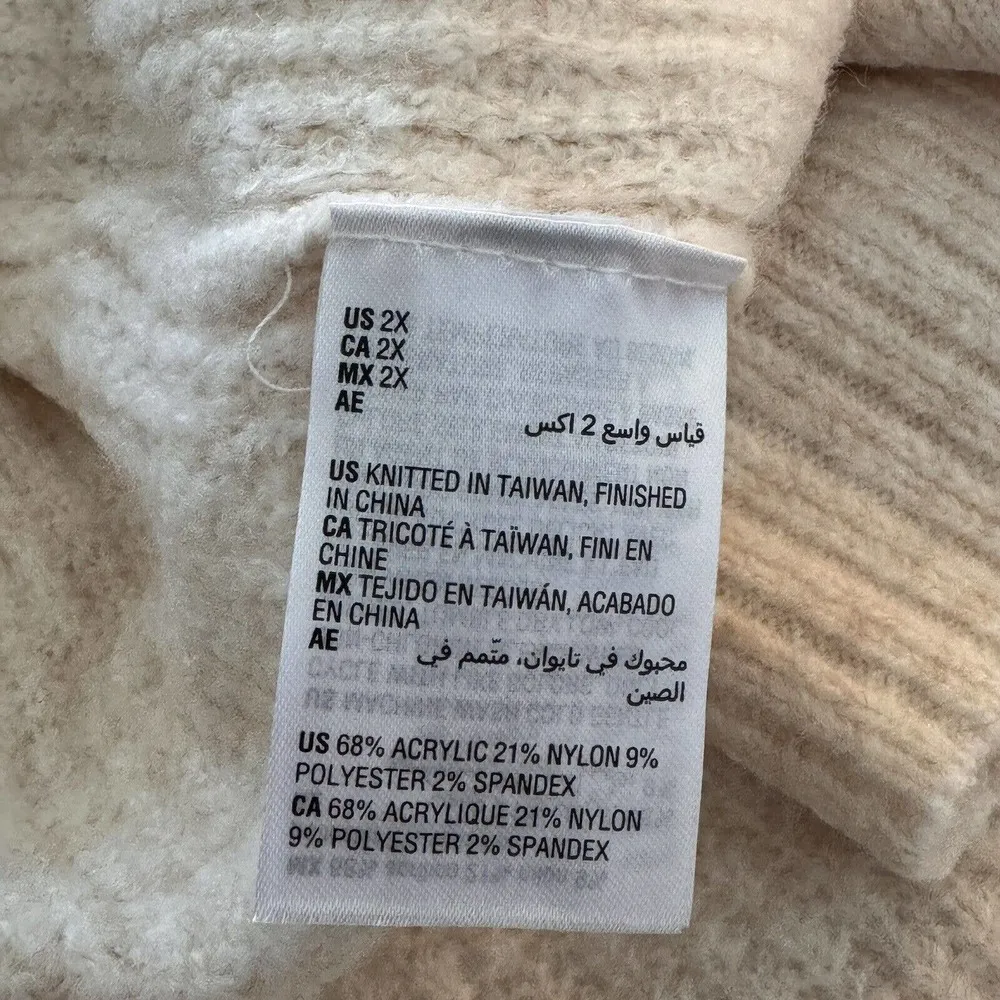 US 2X
CA 2X
MX 2X
AE
قياس واسع 2 اكس
US KNITTED IN TAIWAN, FINISHED
IN CHINA
CA TRICOTÉ À TAÏWAN, FINI EN
CHINE
MX TEJIDO EN TAIWÁN, ACABADO
EN CHINA
AE
محبوك في تايوان، متّمم في
الصين
US 68% ACRYLIC 21% NYLON 9%
POLYESTER 2% SPANDEX
CA 68% ACRYLIQUE 21% NYLON
9% POLYESTER 2% SPANDEX